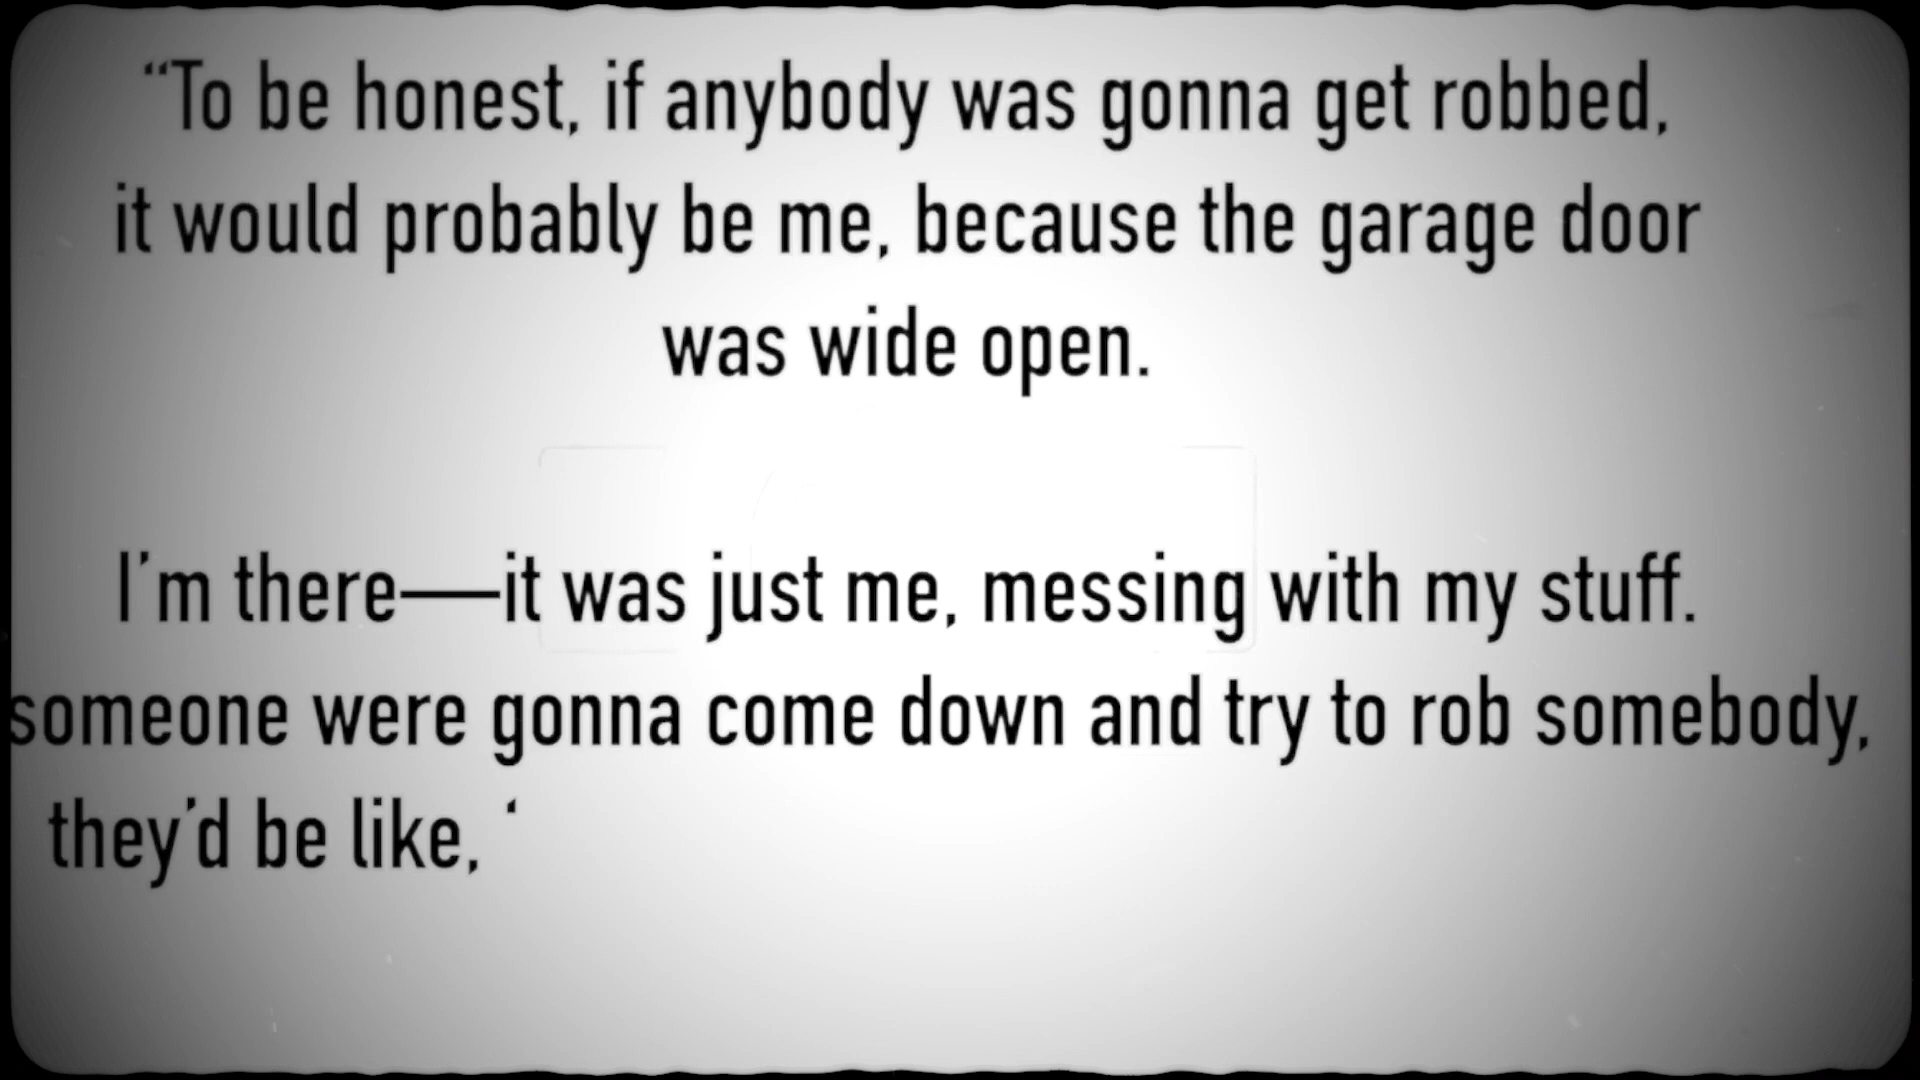 “To be honest, if anybody was gonna get robbed,
it would probably be me, because the garage door
was wide open.
I’m there—it was just me, messing with my stuff.
someone were gonna come down and try to rob somebody,
they’d be like, ‘